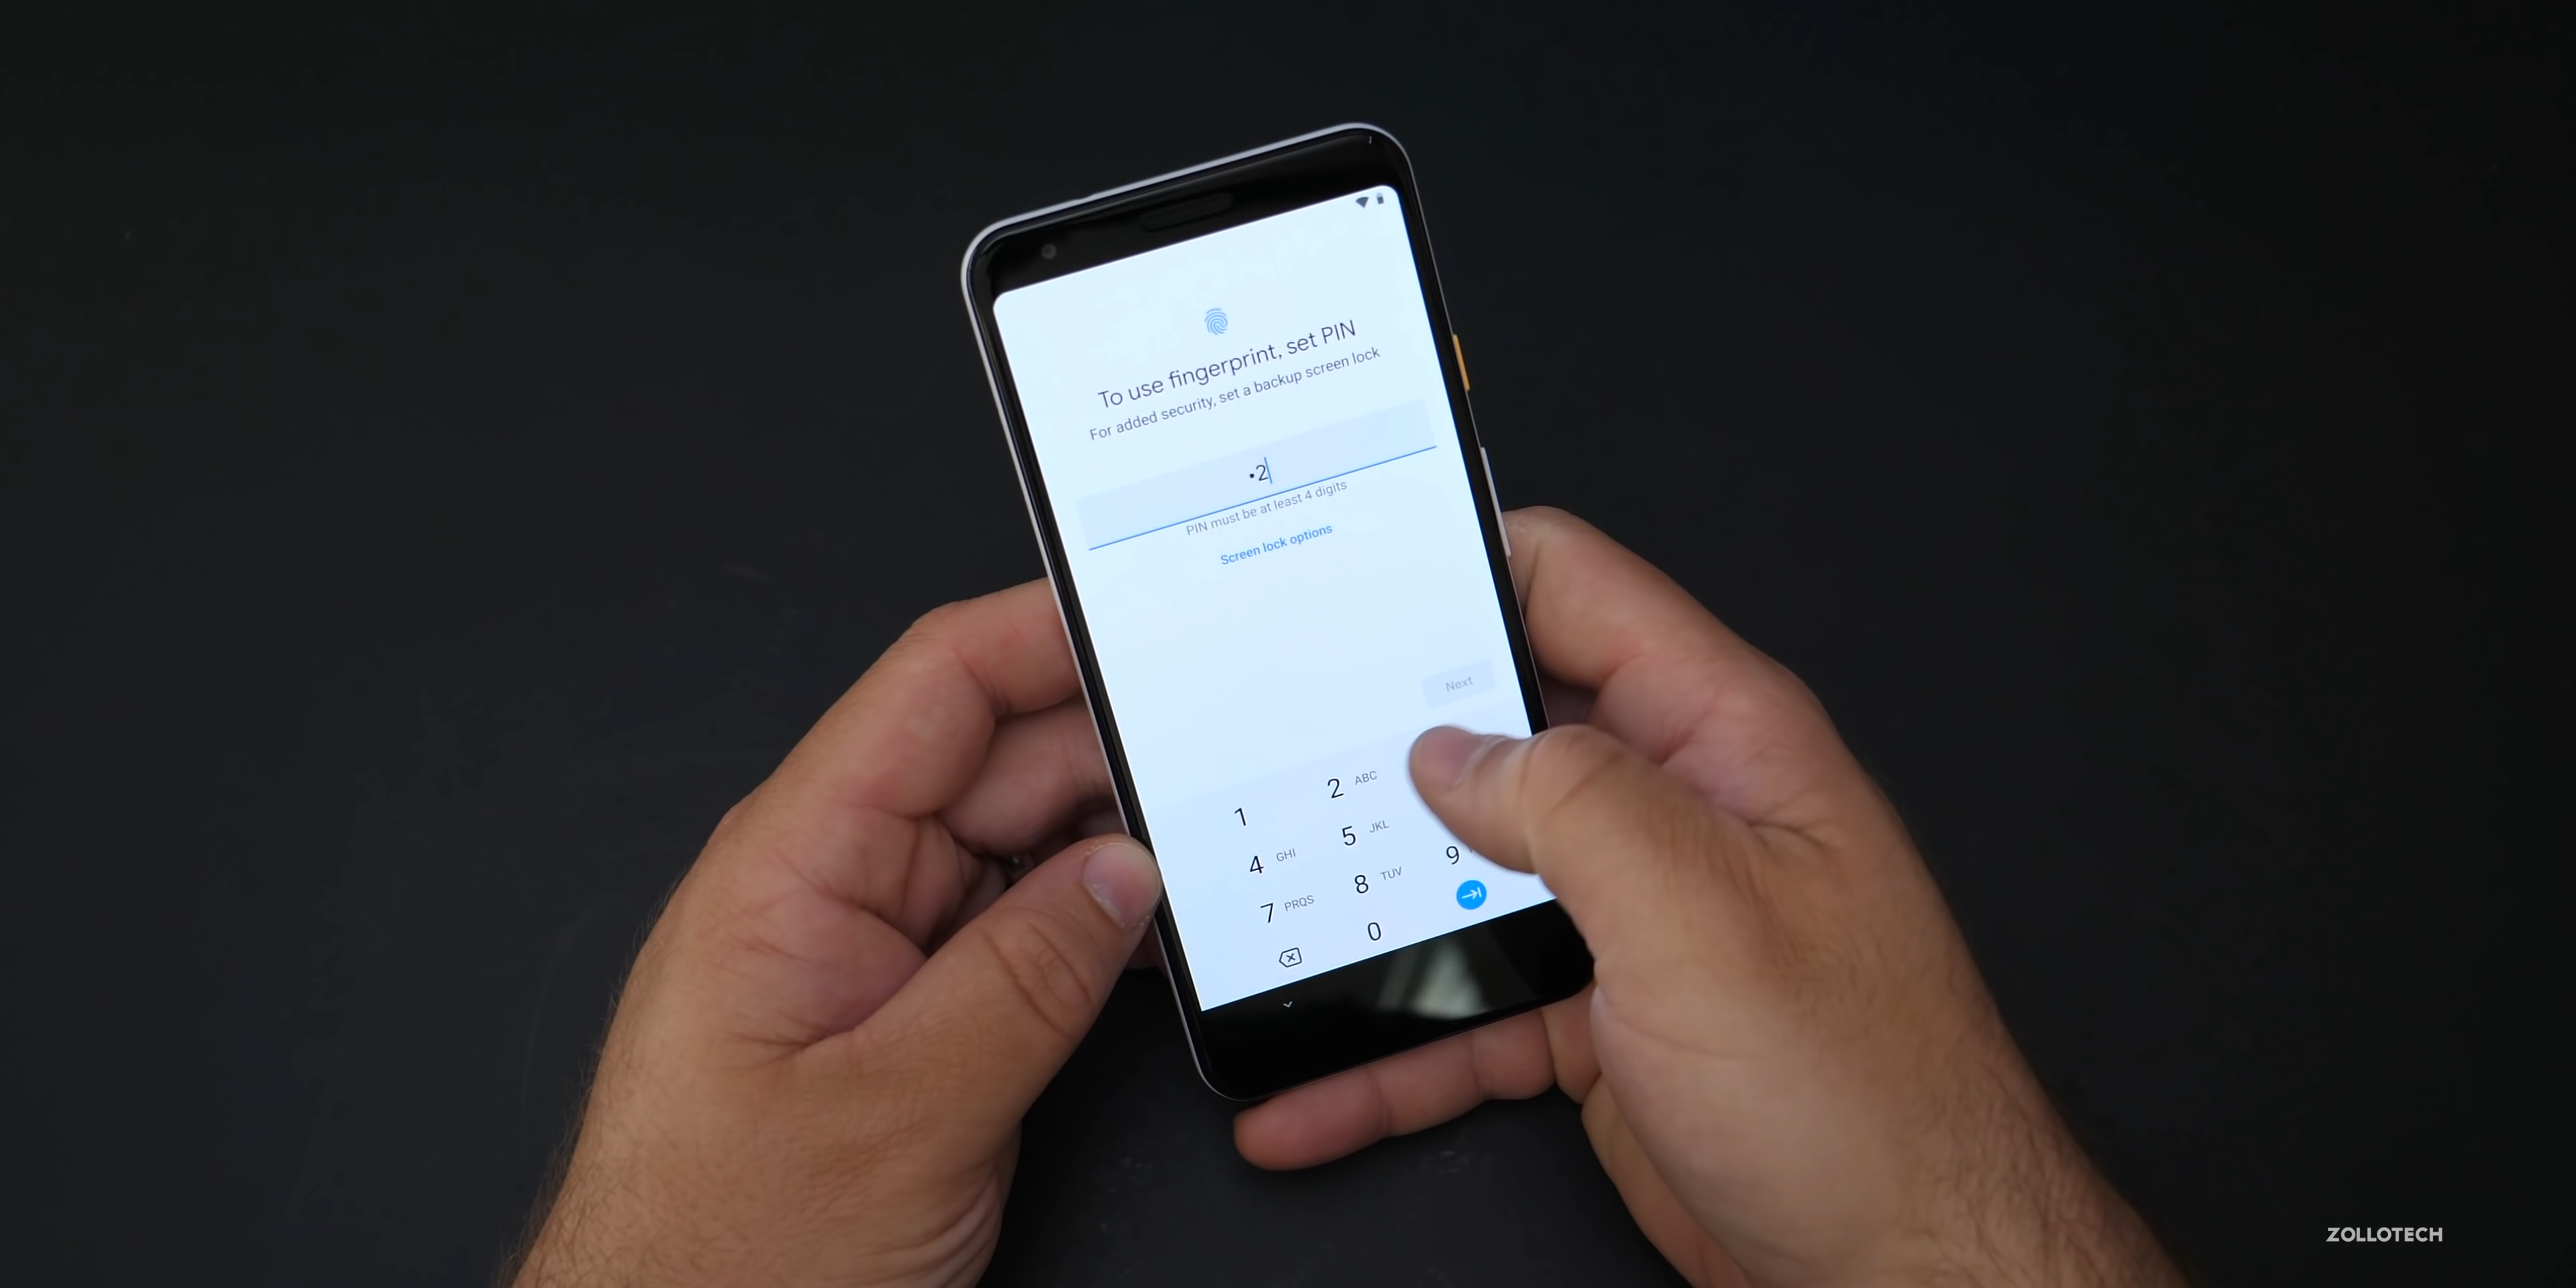 To use fingerprint, set PIN
For added security, set a backup screen lock
•2
PIN must be at least 4 digits
Screen lock options
Next
1 2 ABC
4 GHI 5 JKL
7 PRQS 8 TUV 9
0
ZOLLOTECH